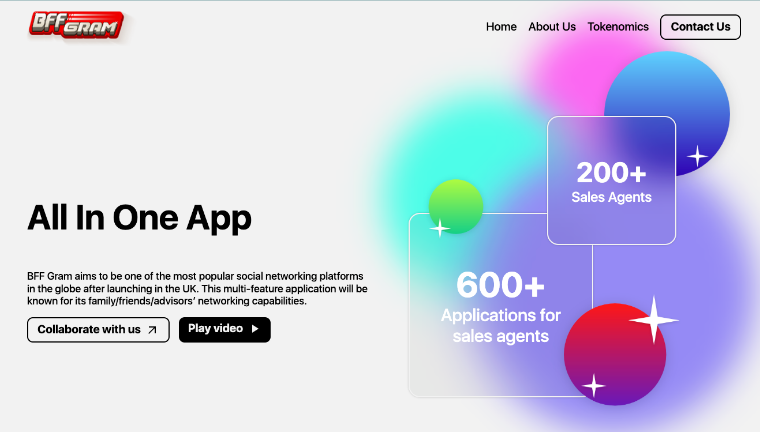 BFF GRAM
Home About Us Tokenomics Contact Us
200+
Sales Agents
All In One App
600+
Applications for
sales agents
BFF Gram aims to be one of the most popular social networking platforms
in the globe after launching in the UK. This multi-feature application will be
known for its family/friends/advisors’ networking capabilities.
Collaborate with us Play video